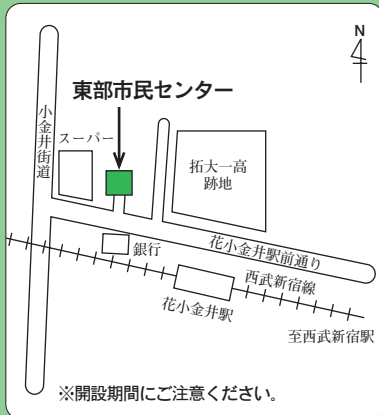 N
東部市民センター
小金井街道
スーパー
拓大一高
跡地
銀行
花小金井駅前通り
西武新宿線
花小金井駅
至西武新宿駅
※開設期間にご注意ください。